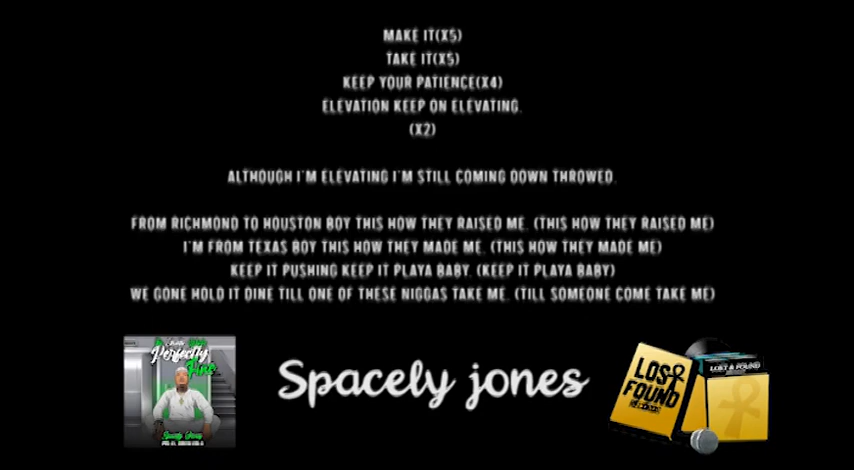 MAKE IT(X5)
TAKE IT(X5)
KEEP YOUR PATIENCE(X4)
ELEVATION KEEP ON ELEVATING.
(X2)
ALTHOUGH I'M ELEVATING I'M STILL COMING DOWN THROWED.
FROM RICHMOND TO HOUSTON BOY THIS HOW THEY RAISED ME. (THIS HOW THEY RAISED ME)
I'M FROM TEXAS BOY THIS HOW THEY MADE ME. (THIS HOW THEY MADE ME)
KEEP IT PUSHING KEEP IT PLAYA BABY. (KEEP IT PLAYA BABY)
WE GONE HOLD IT DINE TILL ONE OF THESE NIGGAS TAKE ME. (TILL SOMEONE COME TAKE ME)
Perfectly
Fine
Spacely Jones
Spacely jones
LOST
FOUND
LOST & FOUND